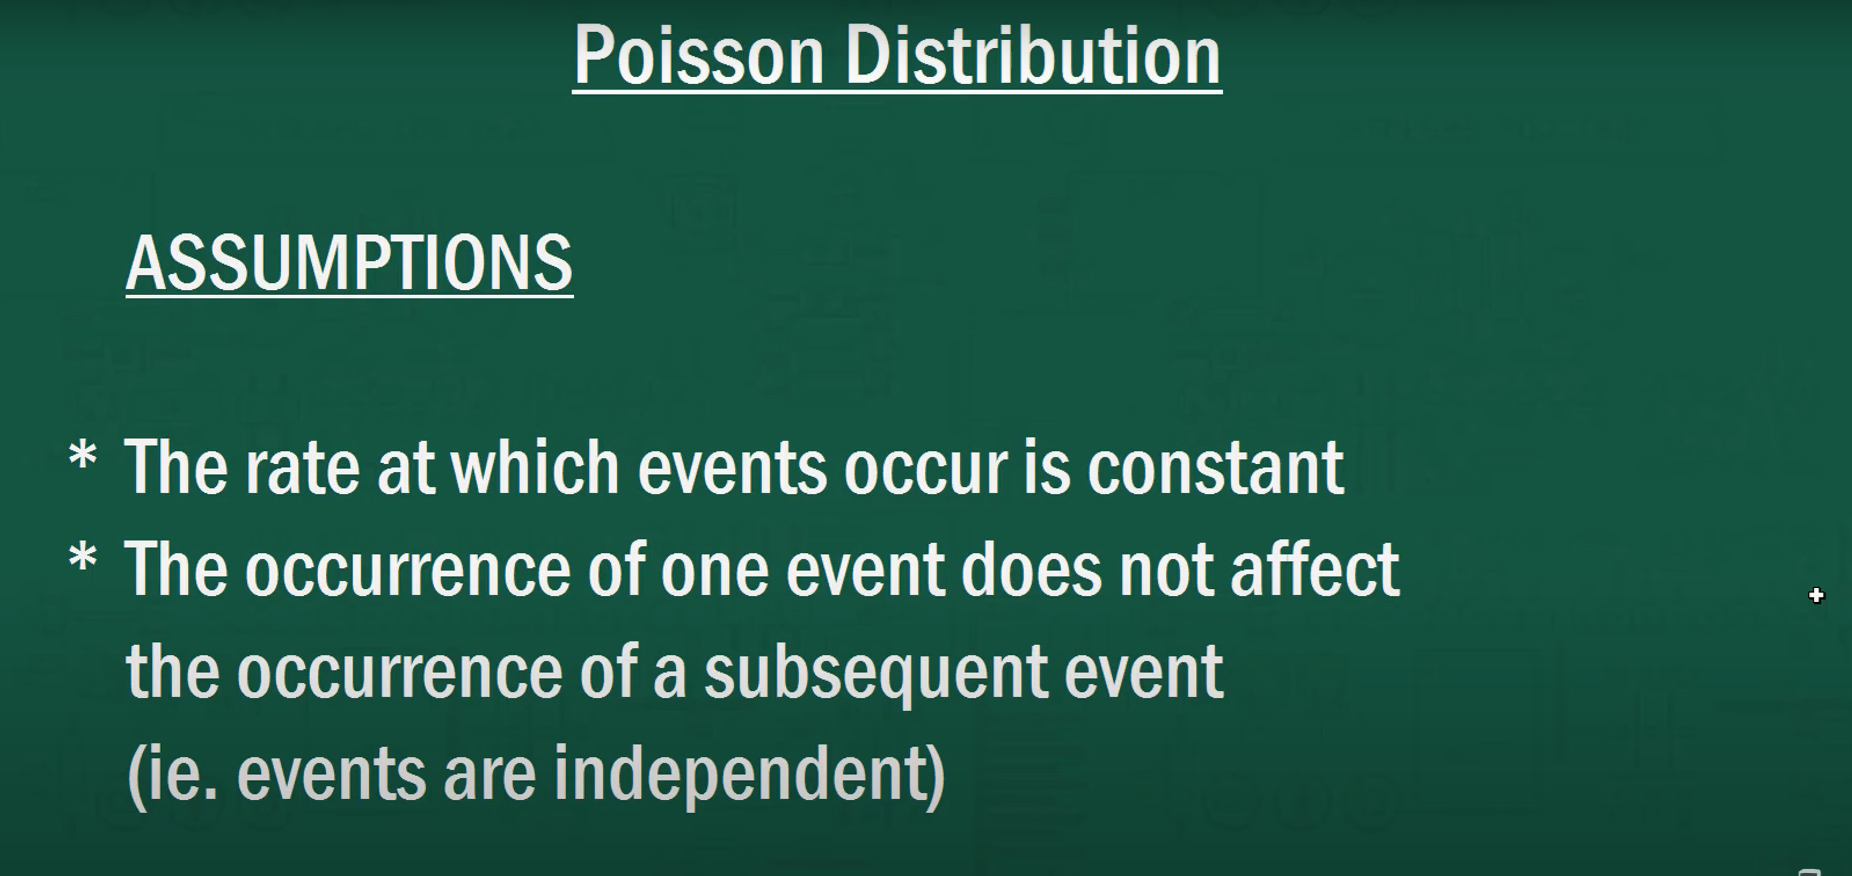 Poisson Distribution
ASSUMPTIONS
* The rate at which events occur is constant
* The occurrence of one event does not affect
the occurrence of a subsequent event
(ie. events are independent)